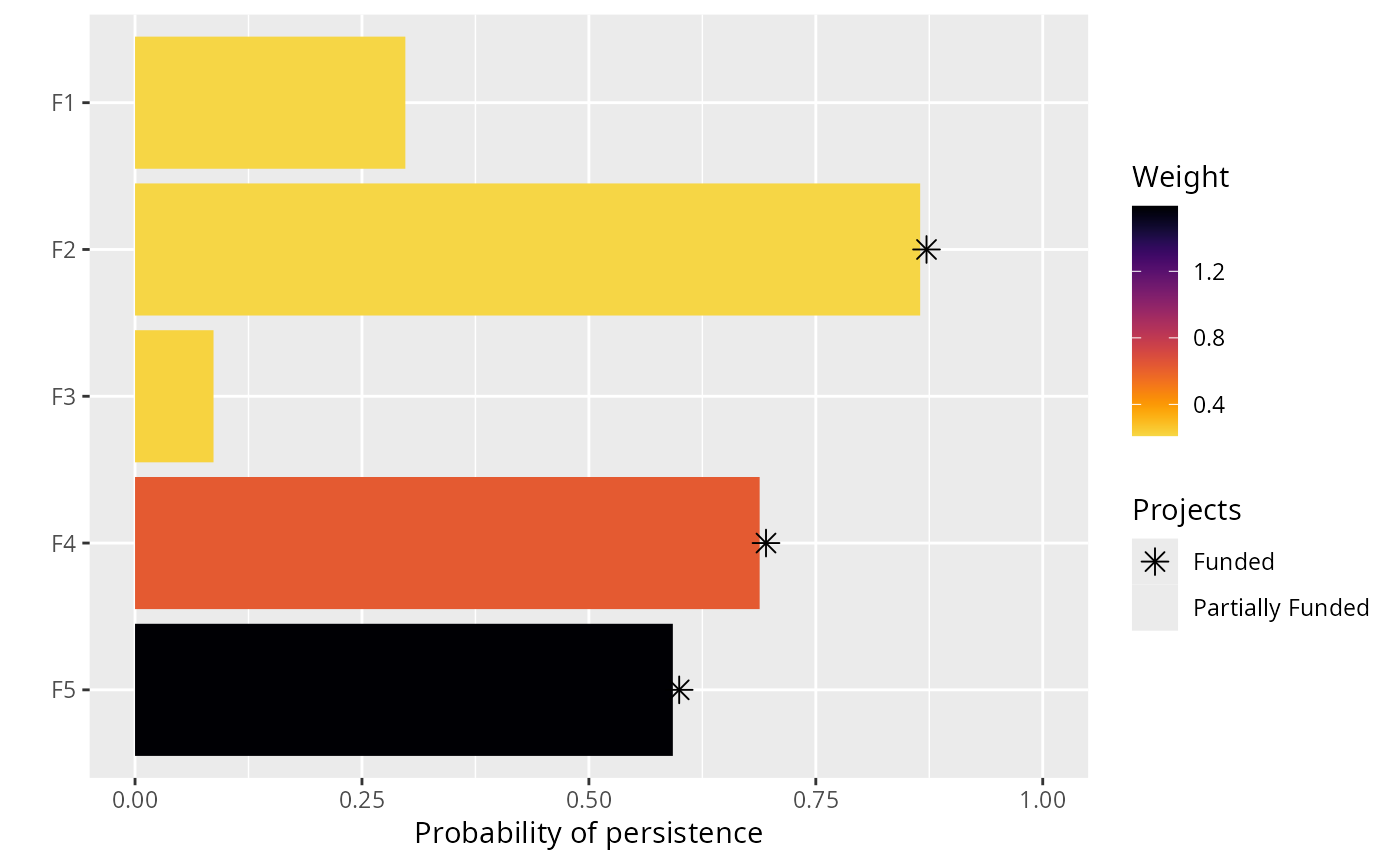 F1
F2
F3
F4
F5
0.00 0.25 0.50 0.75 1.00
Probability of persistence
Weight
1.2
0.8
0.4
Projects
Funded
Partially Funded